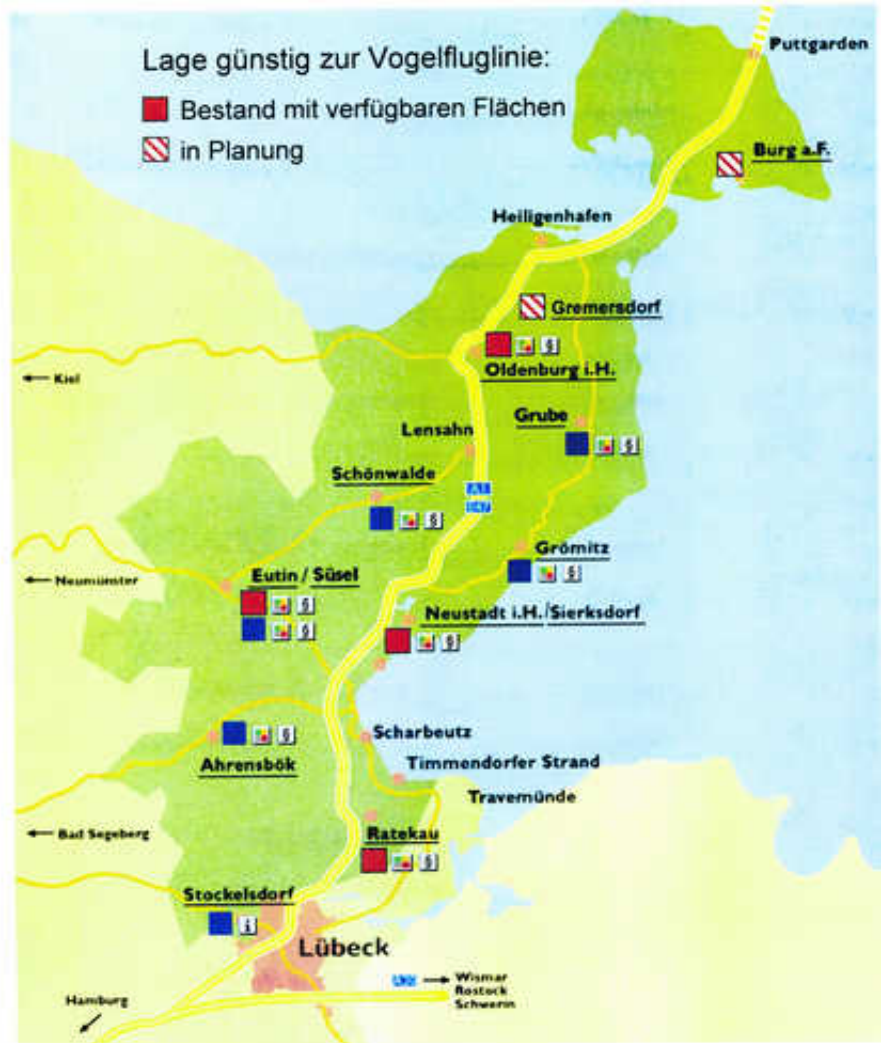 Lage günstig zur Vogelfluglinie:
Bestand mit verfügbaren Flächen
in Planung
Puttgarden
Burg a.F.
Heiligenhafen
Gremersdorf
Oldenburg i.H.
Kiel
Grube
Lensahn
Schönwalde
A1
E47
Grömitz
Neumünster
Eutin / Süsel
Neustadt i.H./Sierksdorf
Scharbeutz
Ahrensbök
Timmendorfer Strand
Travemünde
Bad Segeberg
Ratekau
Stockelsdorf
Lübeck
A20
Wismar
Rostock
Schwerin
Hamburg